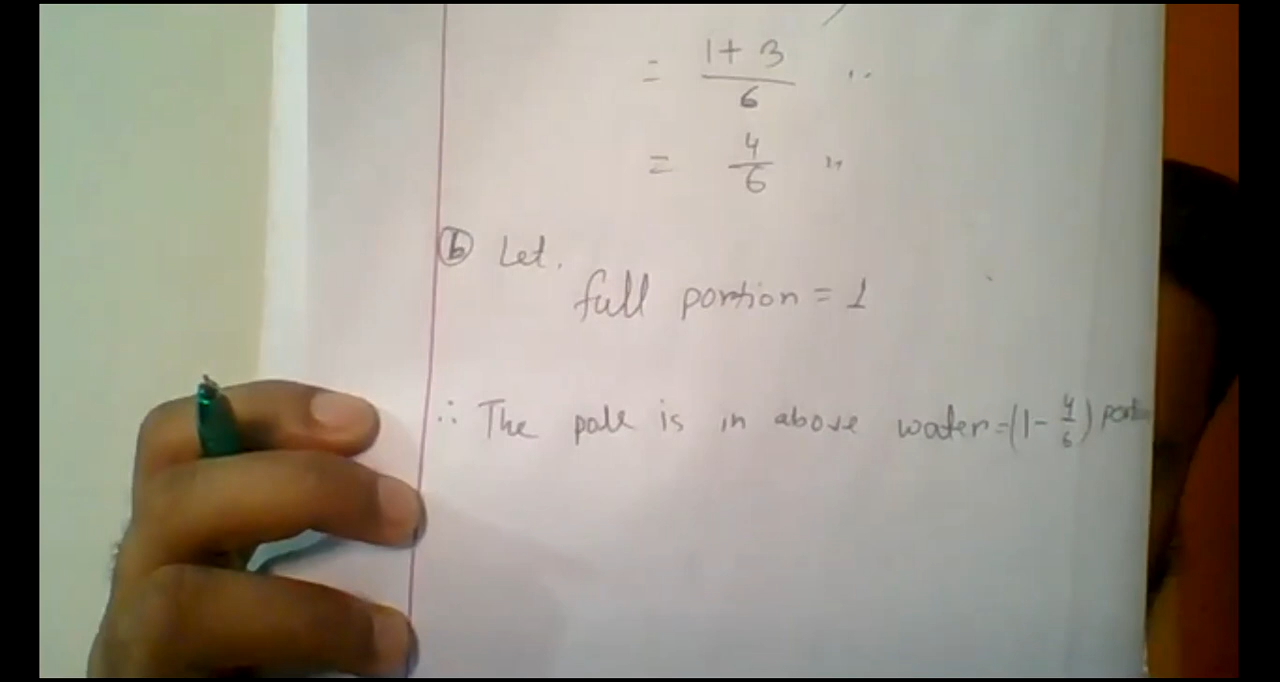 = 1+3/6 ..
= 4/6 ..
ⓑ Let,
full portion = 1
∴ The pole is in above water=(1-4/6)